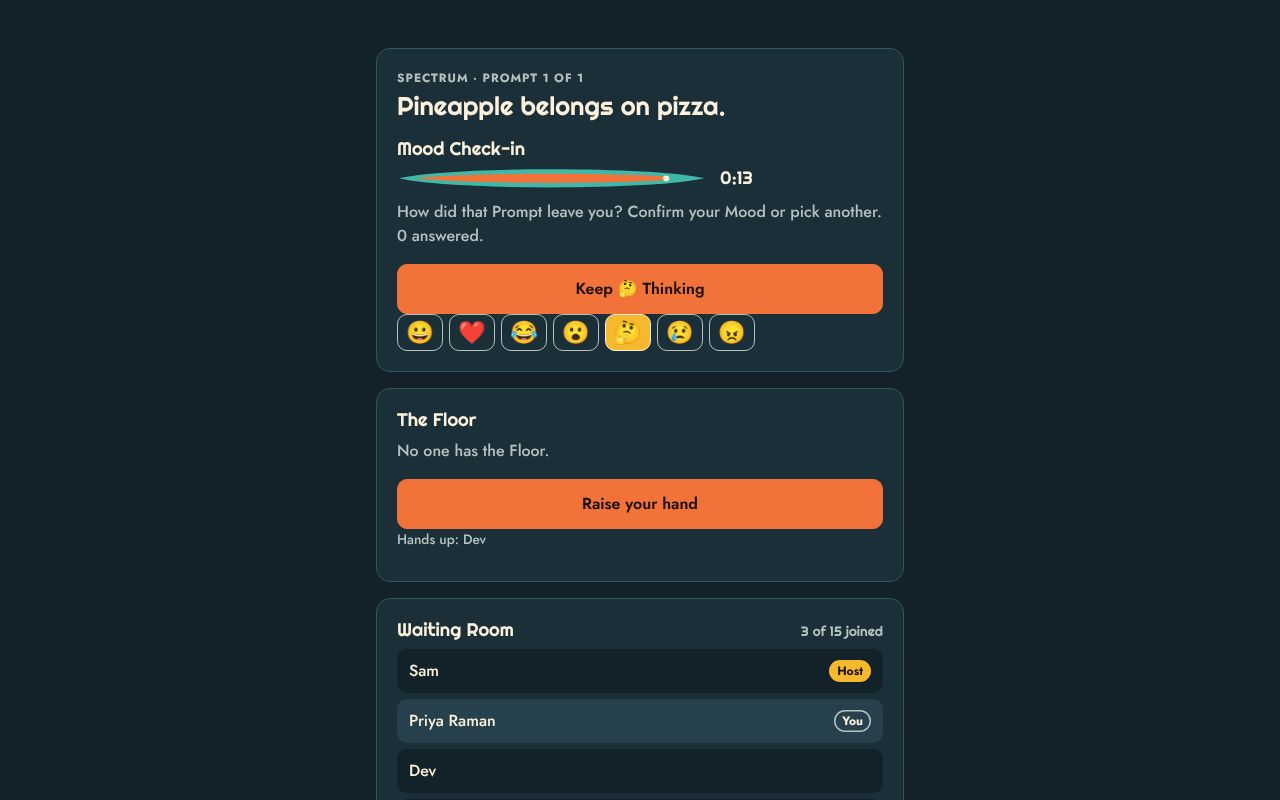 SPECTRUM · PROMPT 1 OF 1
Pineapple belongs on pizza.
Mood Check-in
0:13
How did that Prompt leave you? Confirm your Mood or pick another.
0 answered.
Keep 🤔 Thinking
😀 ❤️ 😂 😮 🤔 😢 😠
The Floor
No one has the Floor.
Raise your hand
Hands up: Dev
Waiting Room
3 of 15 joined
Sam
Host
Priya Raman
You
Dev